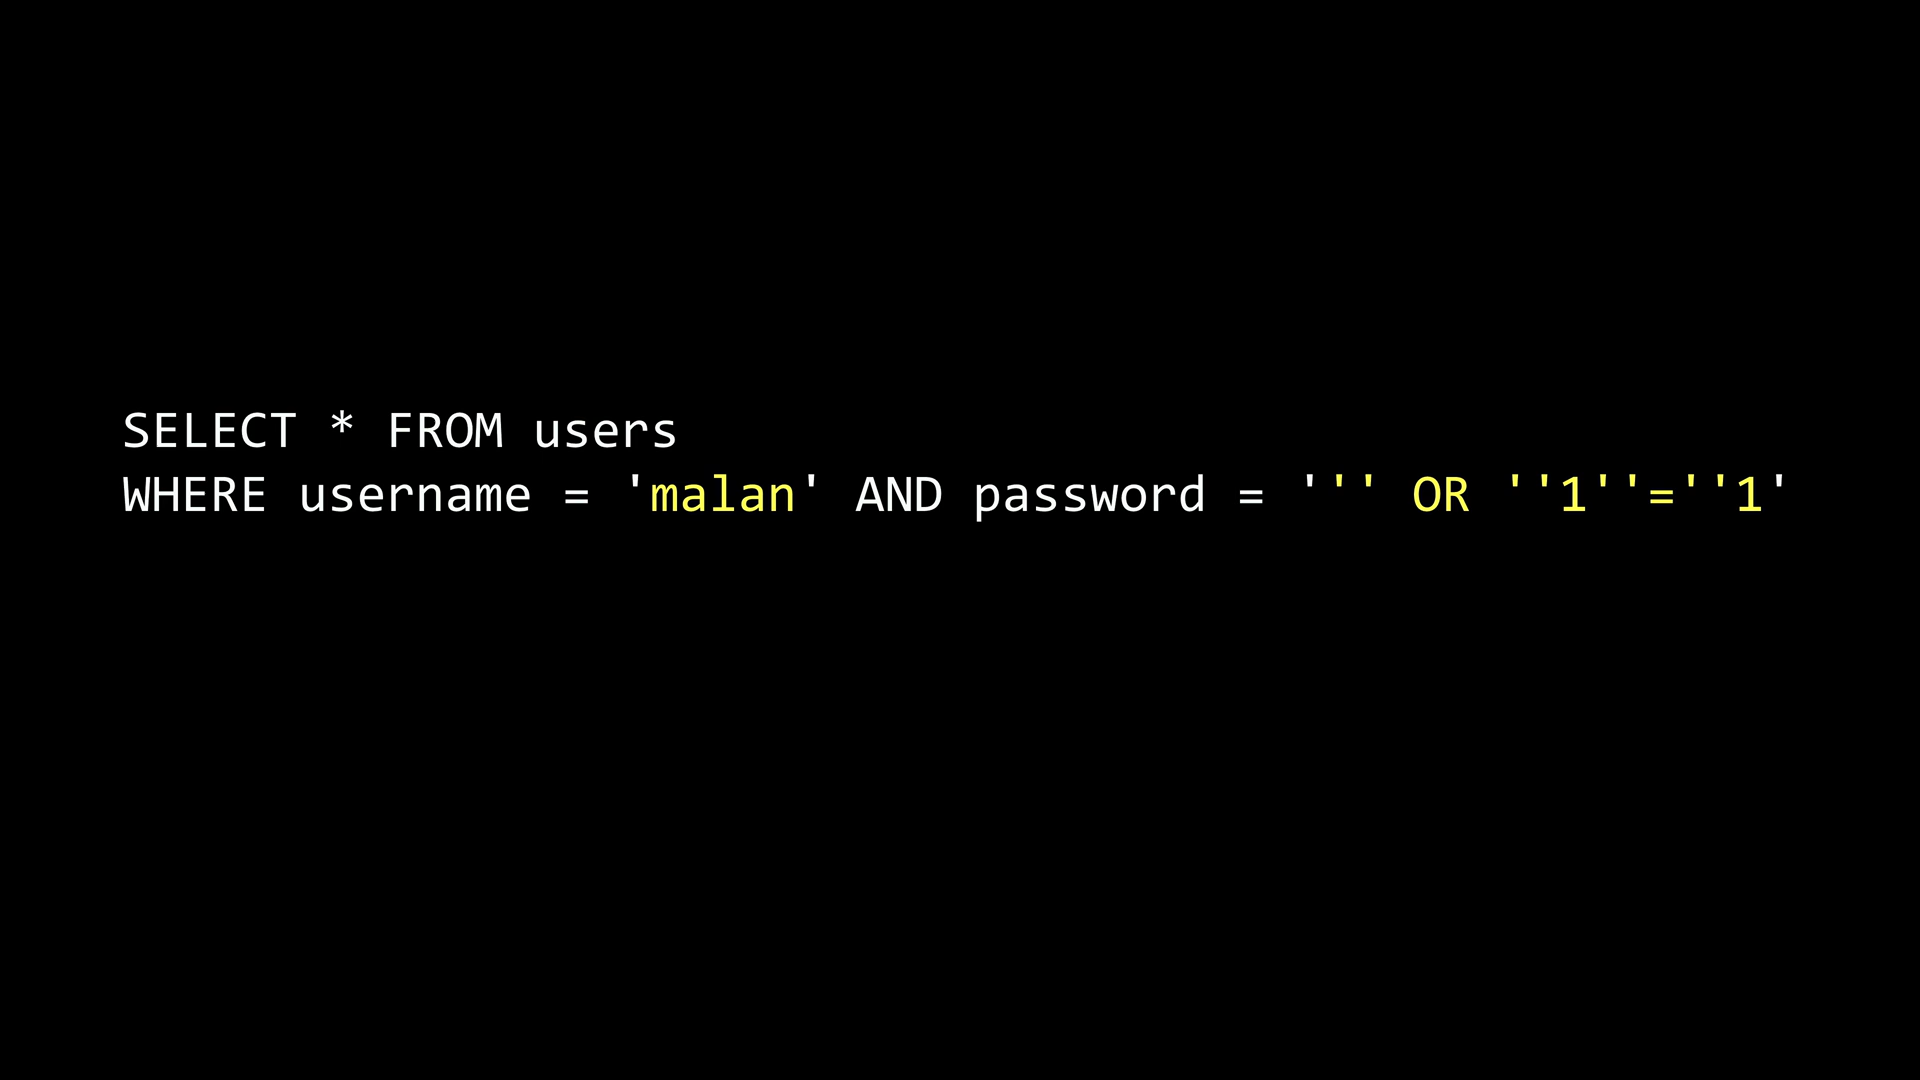 SELECT * FROM users
WHERE username = 'malan' AND password = ''' OR ''1''=''1'